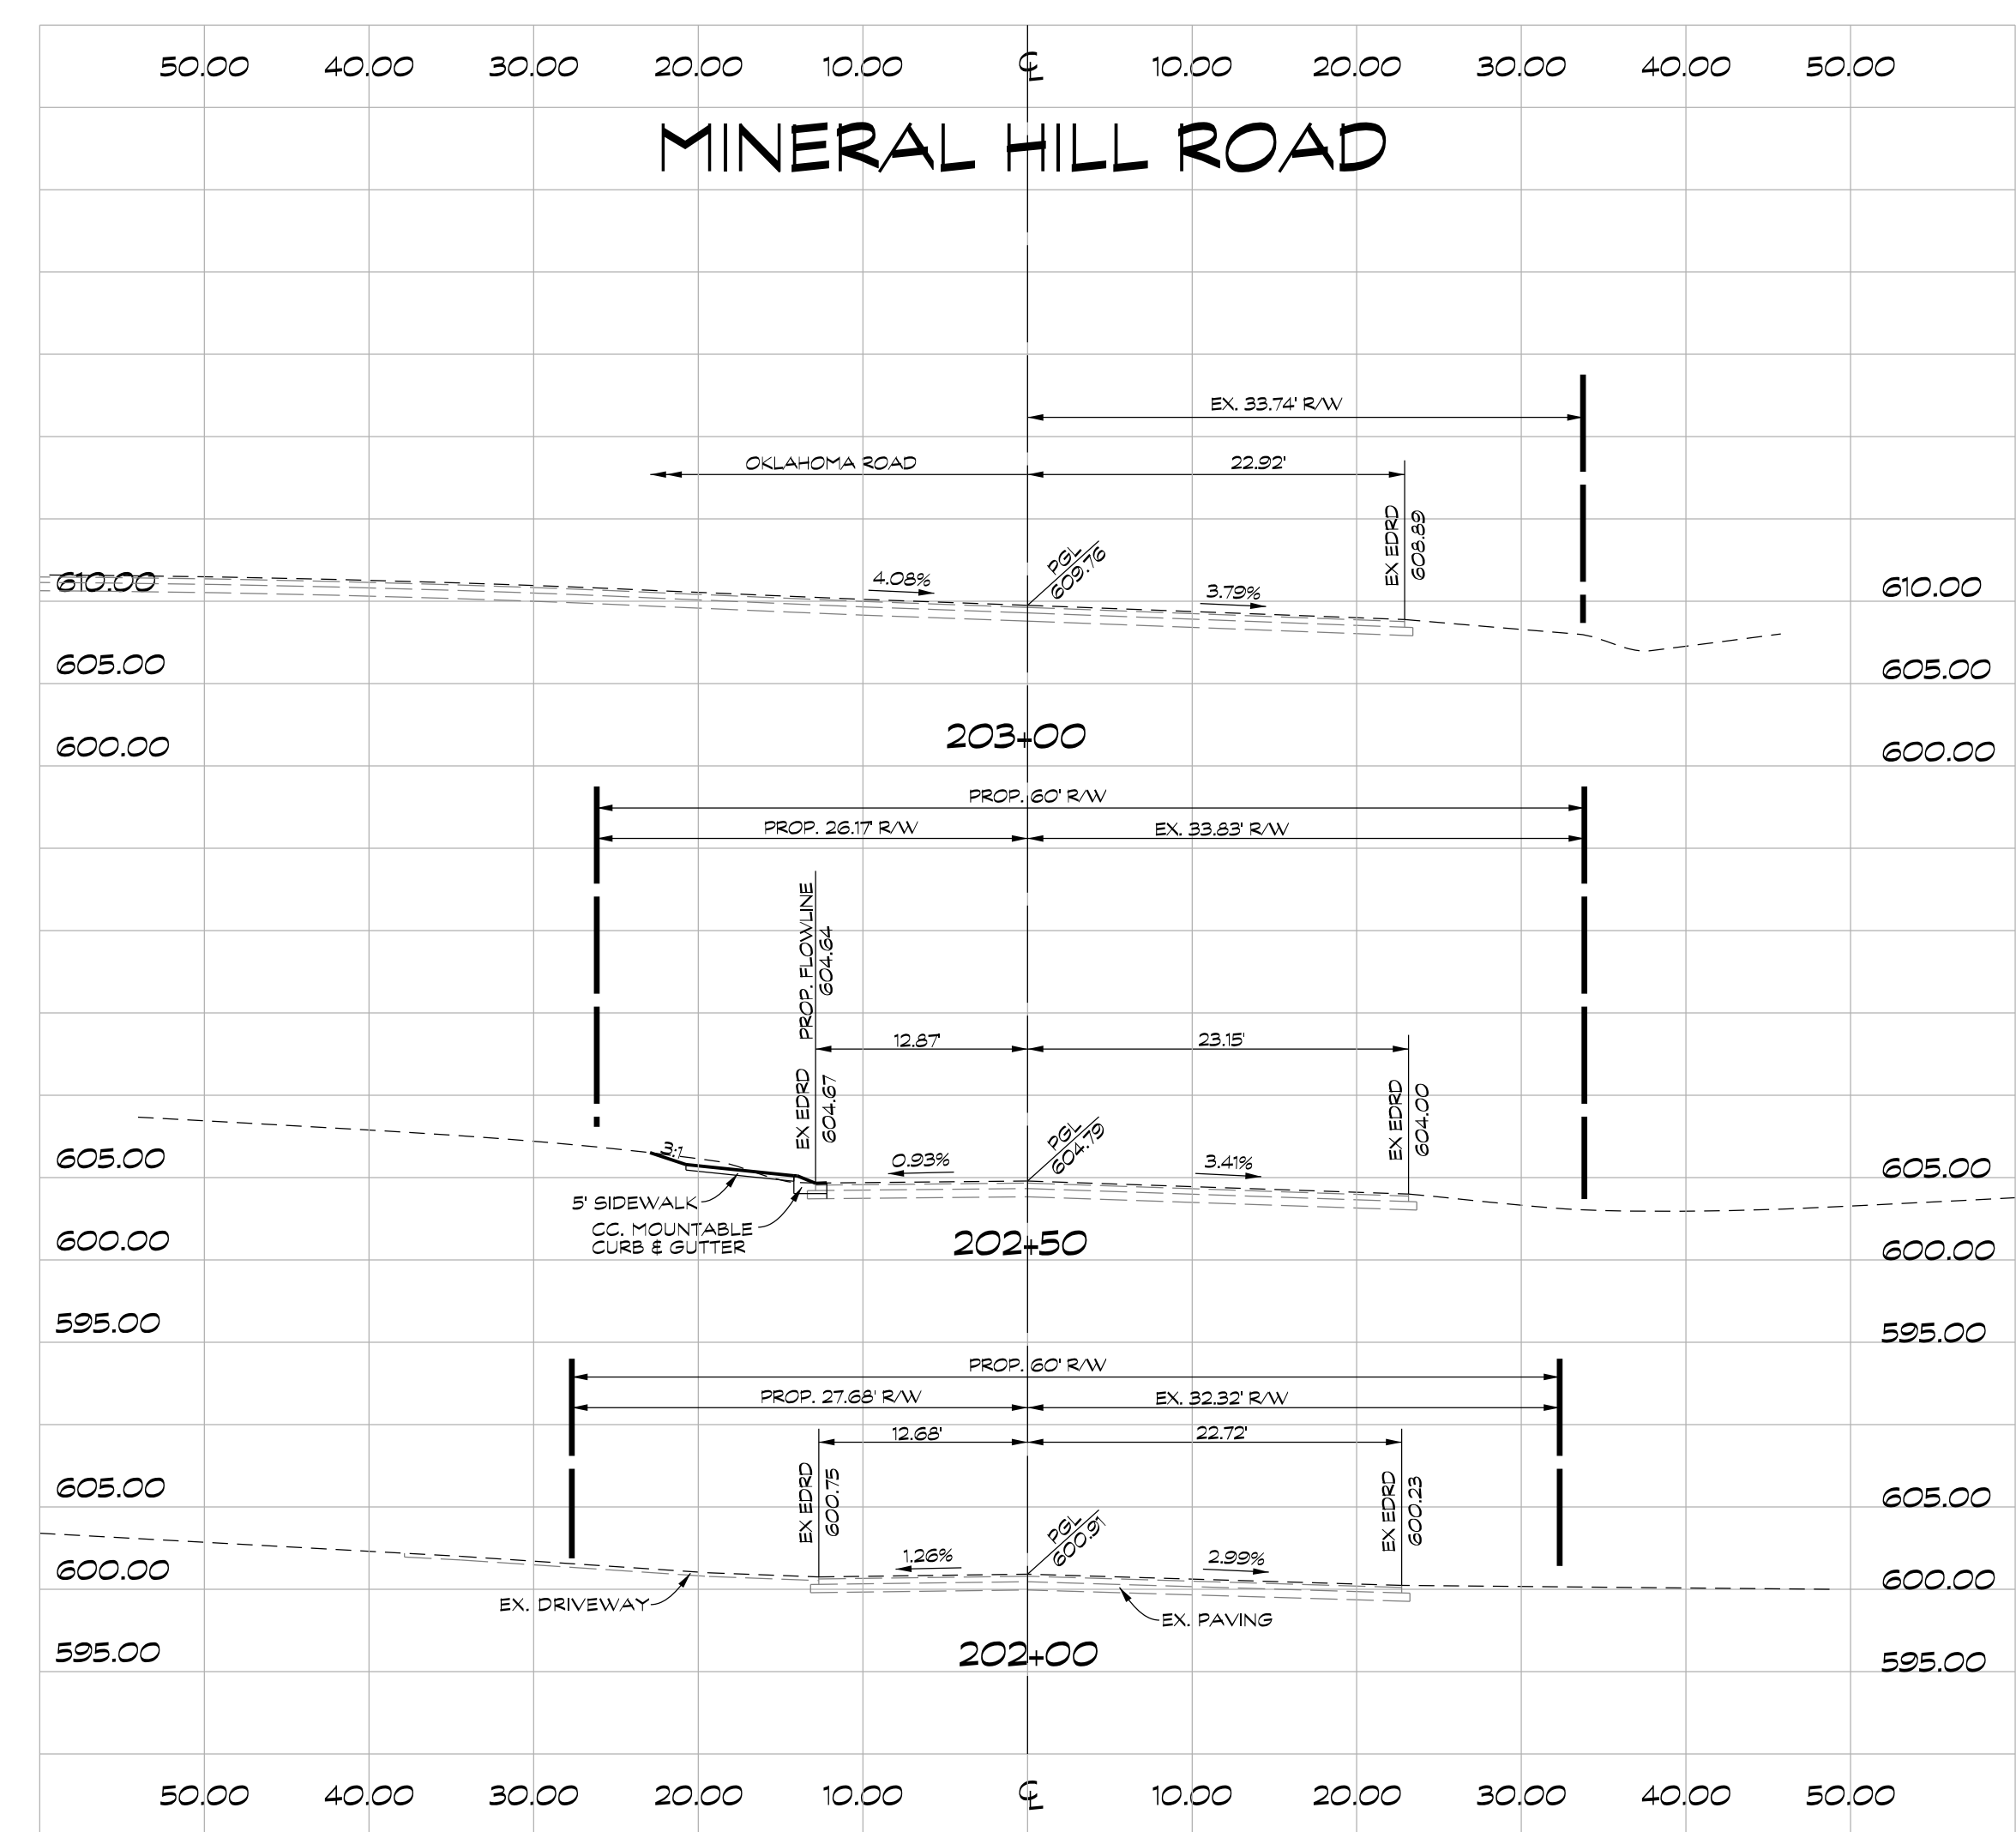 50.00 40.00 30.00 20.00 10.00 ℄ 10.00 20.00 30.00 40.00 50.00
MINERAL HILL ROAD
EX. 33.74' R/W
OKLAHOMA ROAD
22.92'
EX EDRD
608.89
PGL
609.76
4.08%
3.79%
610.00
610.00
605.00
605.00
203+00
600.00
600.00
PROP. 60' R/W
PROP. 26.17' R/W
EX. 33.83' R/W
PROP. FLOWLINE
604.64
12.87'
23.15'
EX EDRD
604.67
EX EDRD
604.00
PGL
604.79
3:1
0.93%
3.41%
605.00
605.00
5' SIDEWALK
CC. MOUNTABLE
CURB & GUTTER
202+50
600.00
600.00
595.00
595.00
PROP. 60' R/W
PROP. 27.68' R/W
EX. 32.32' R/W
12.68'
22.72'
EX EDRD
600.75
EX EDRD
600.23
605.00
605.00
PGL
600.91
1.26%
2.99%
600.00
600.00
EX. DRIVEWAY
EX. PAVING
202+00
595.00
595.00
50.00 40.00 30.00 20.00 10.00 ℄ 10.00 20.00 30.00 40.00 50.00